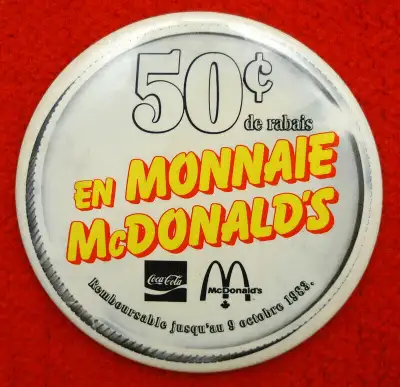 50¢
de rabais
EN MONNAIE
McDONALD'S
Coca-Cola
McDonald's
Remboursable jusqu'au 9 octobre 1983.